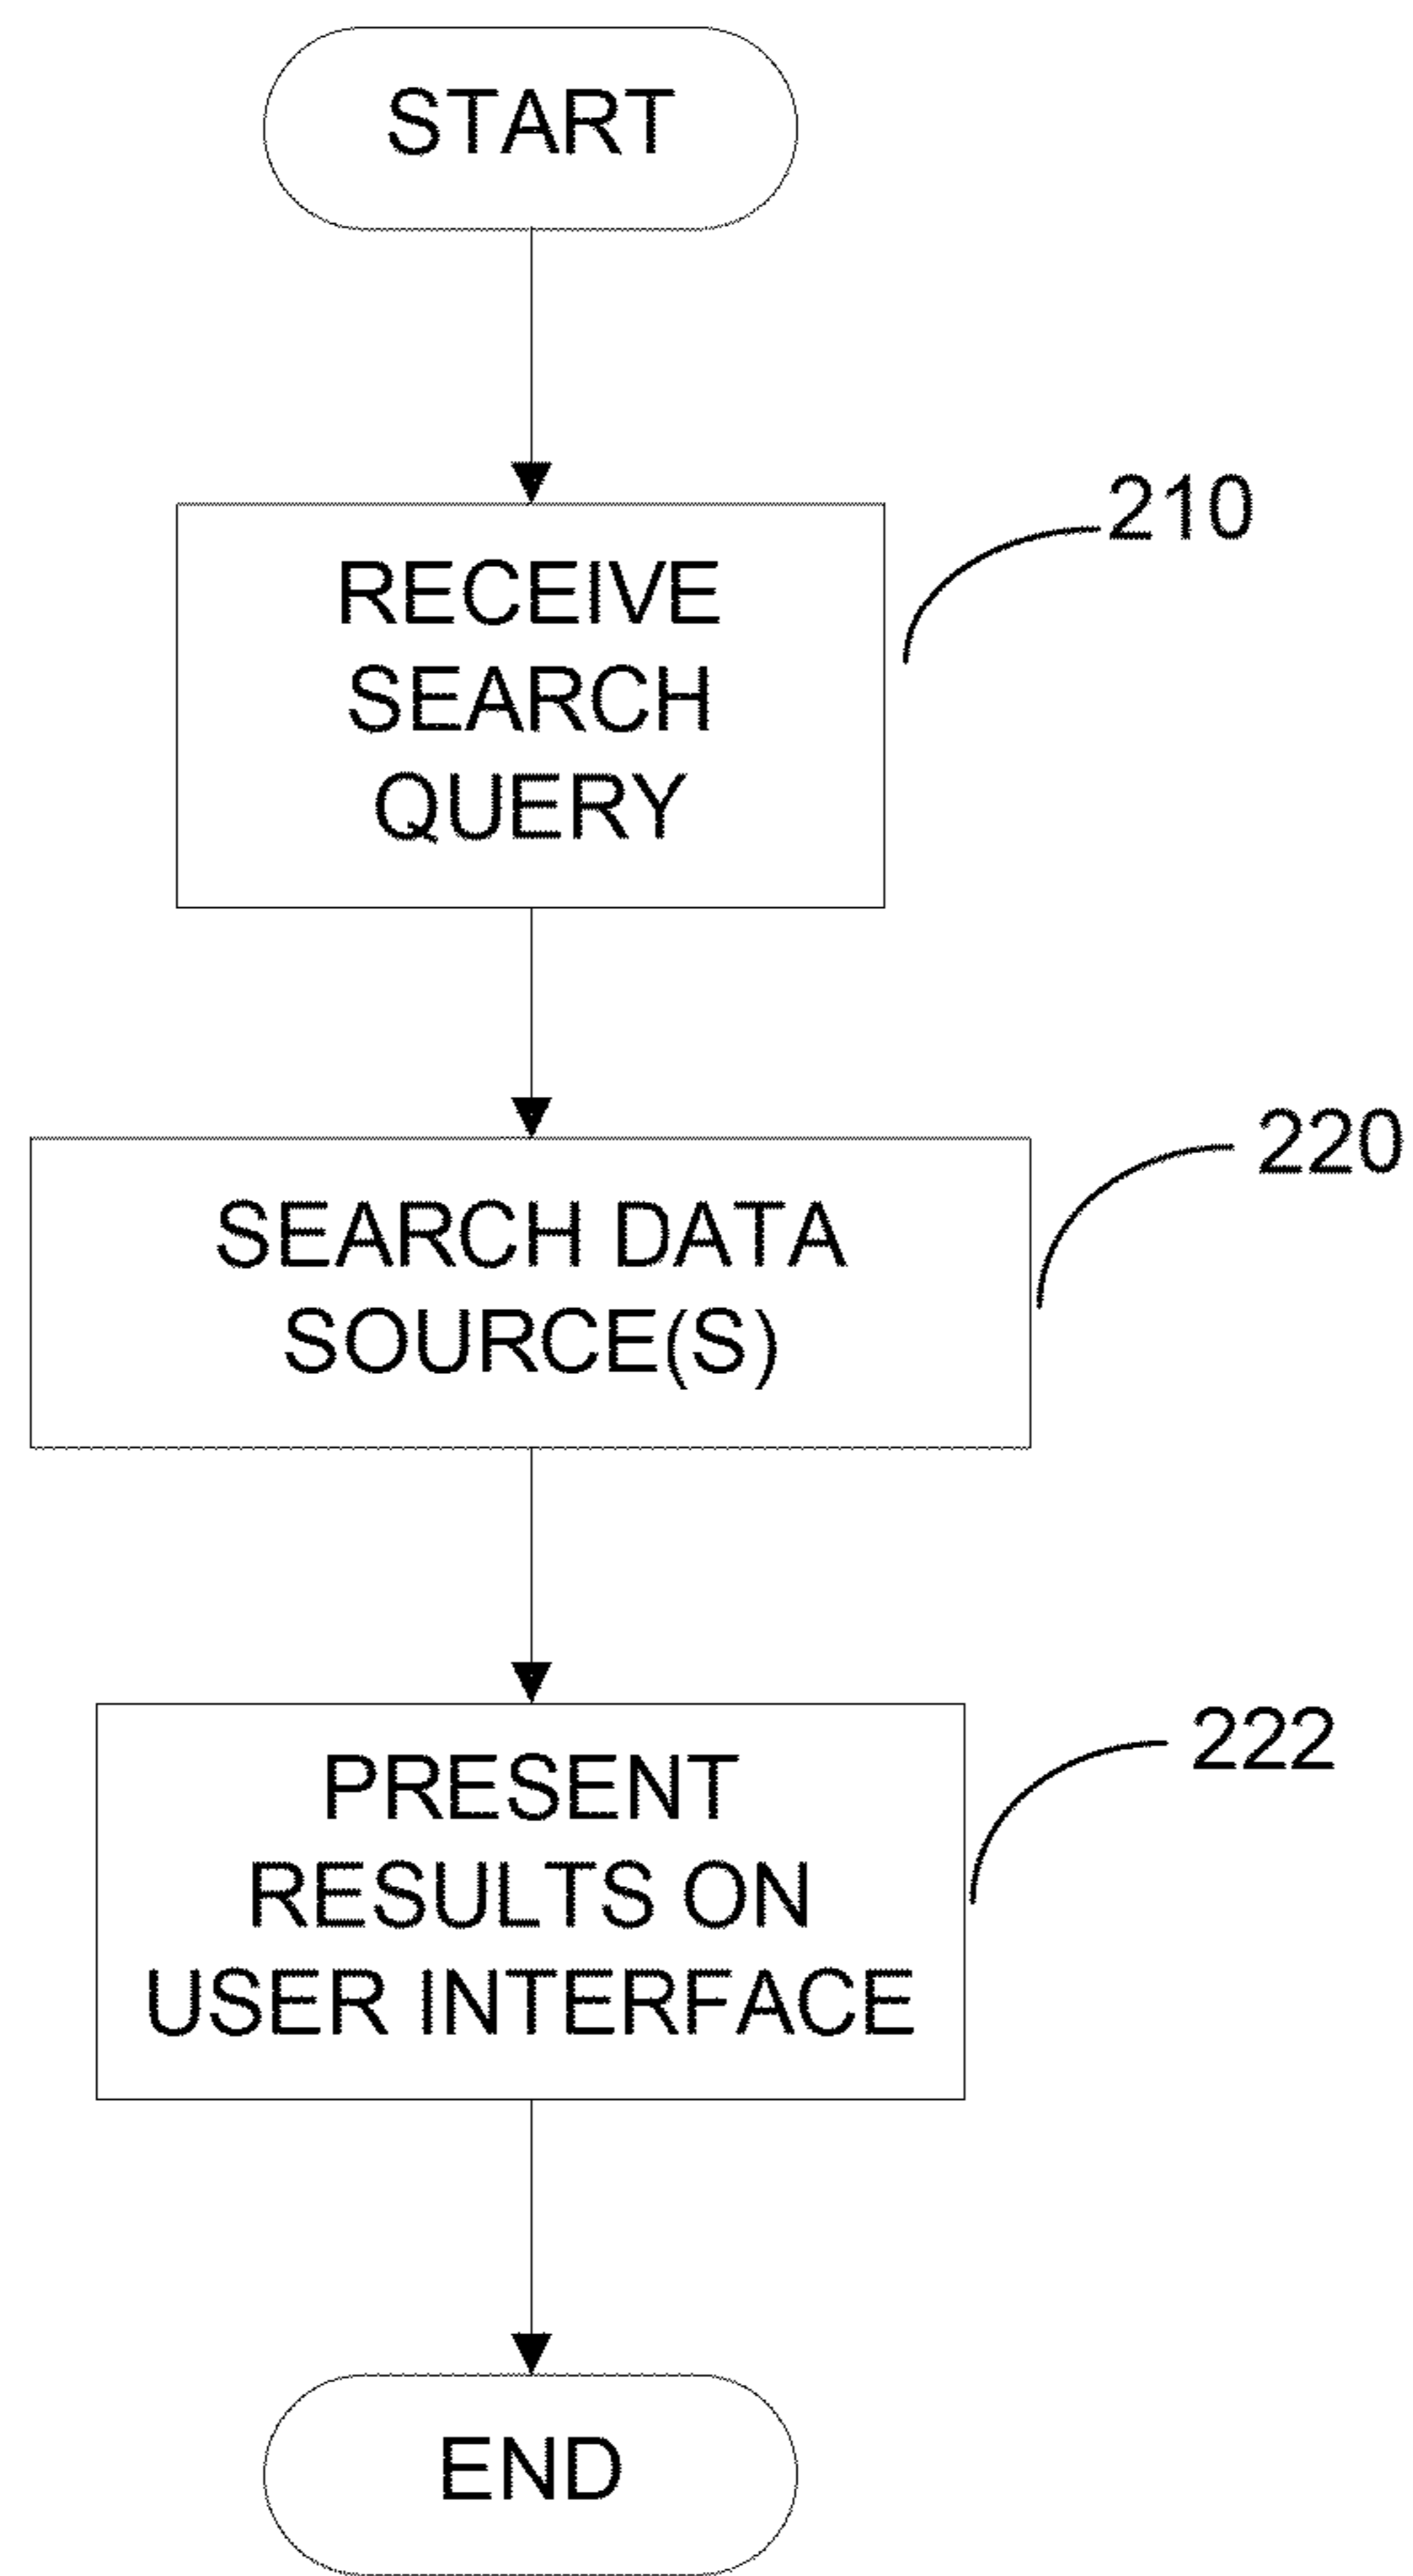 START
210
RECEIVE
SEARCH
QUERY
220
SEARCH DATA
SOURCE(S)
222
PRESENT
RESULTS ON
USER INTERFACE
END